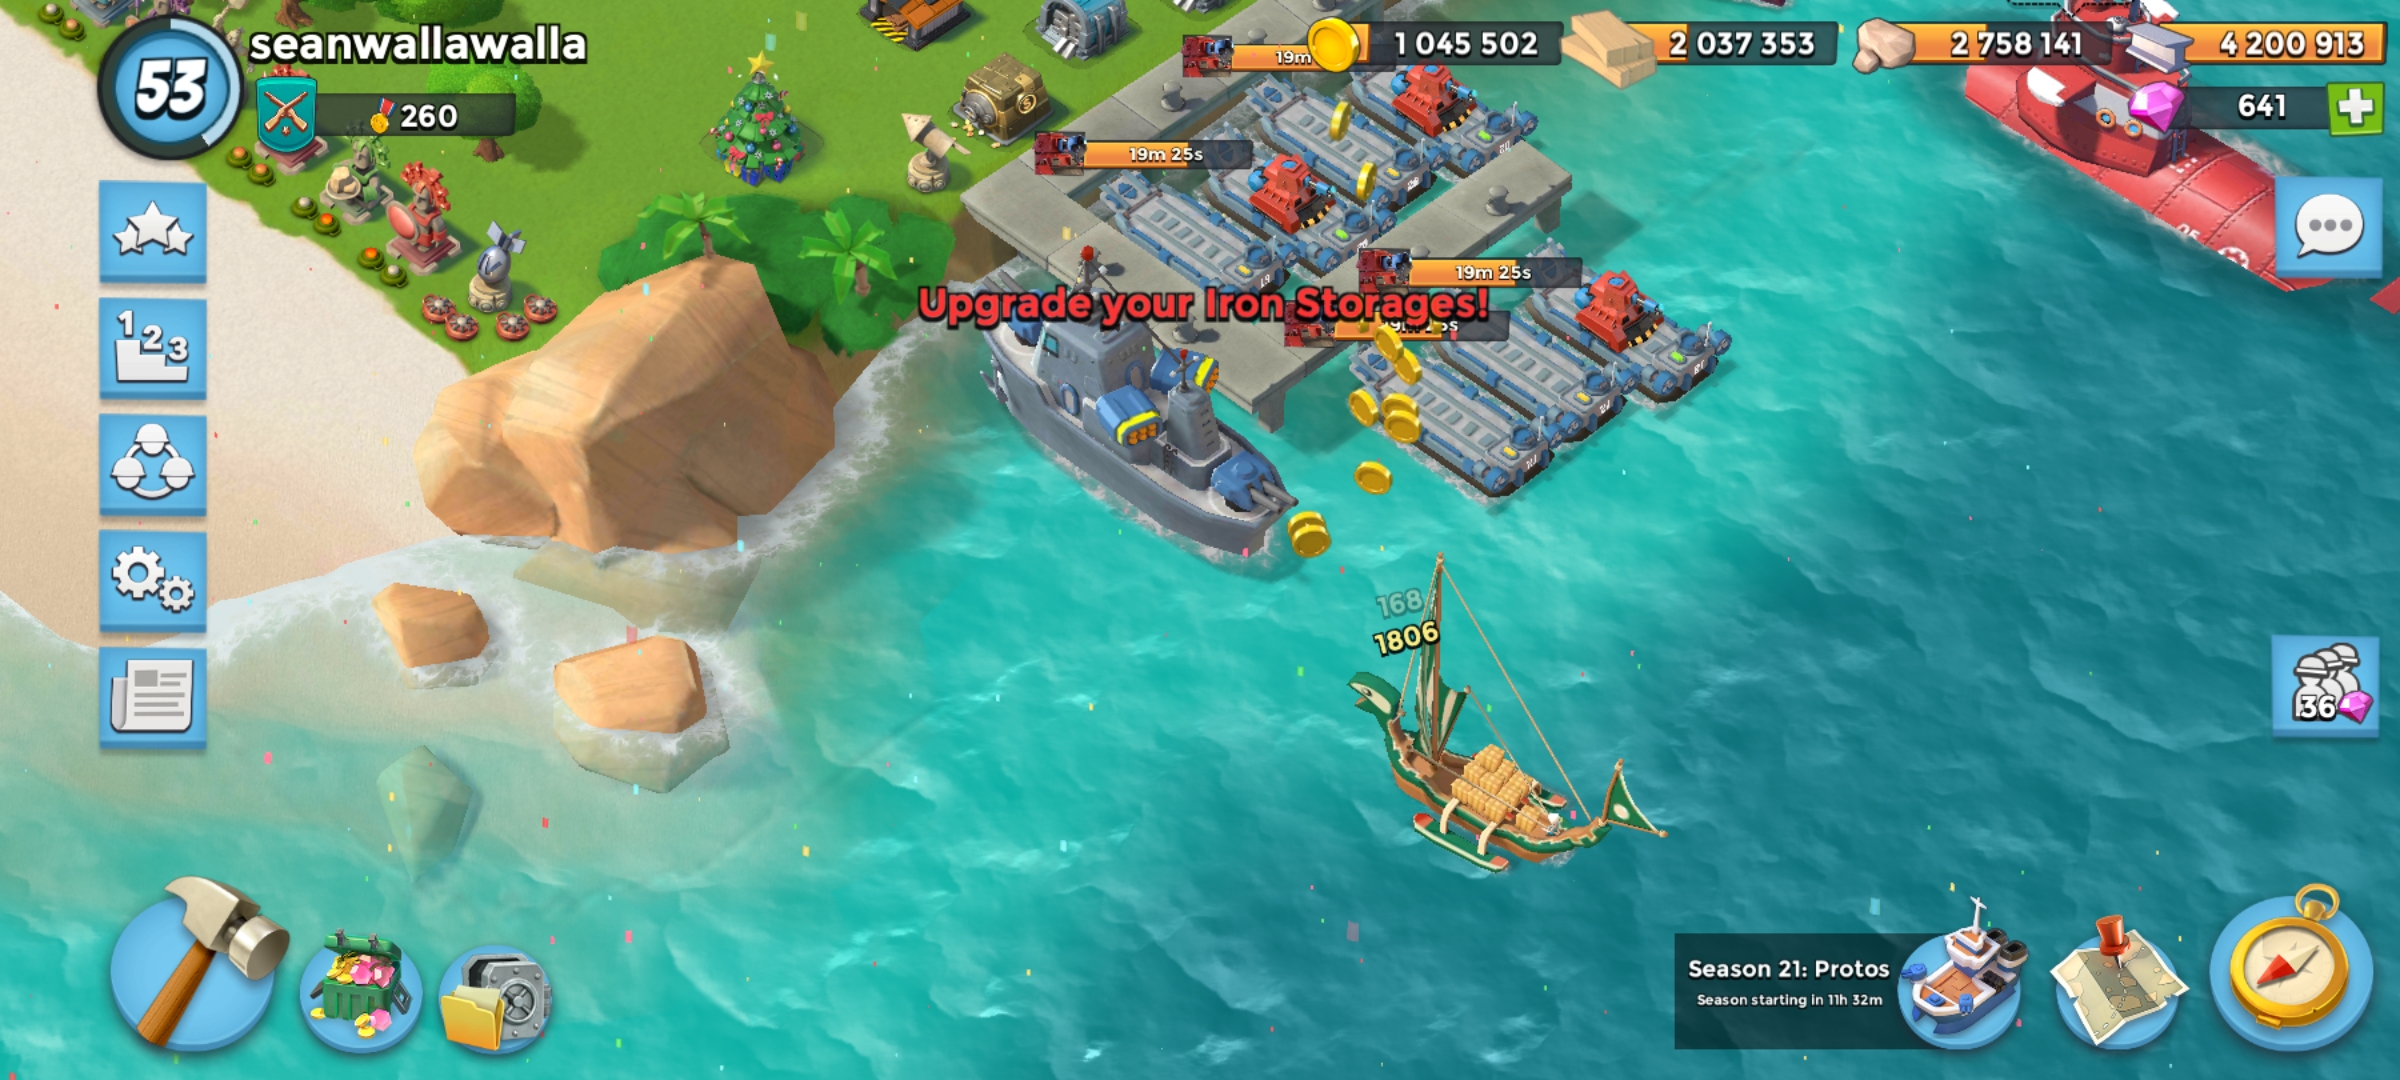 53
seanwallawalla
260
19m
1 045 502
2 037 353
2 758 141
4 200 913
641
19m 25s
19m 25s
Upgrade your Iron Storages!
123
168
1806
36
Season 21: Protos
Season starting in 11h 32m